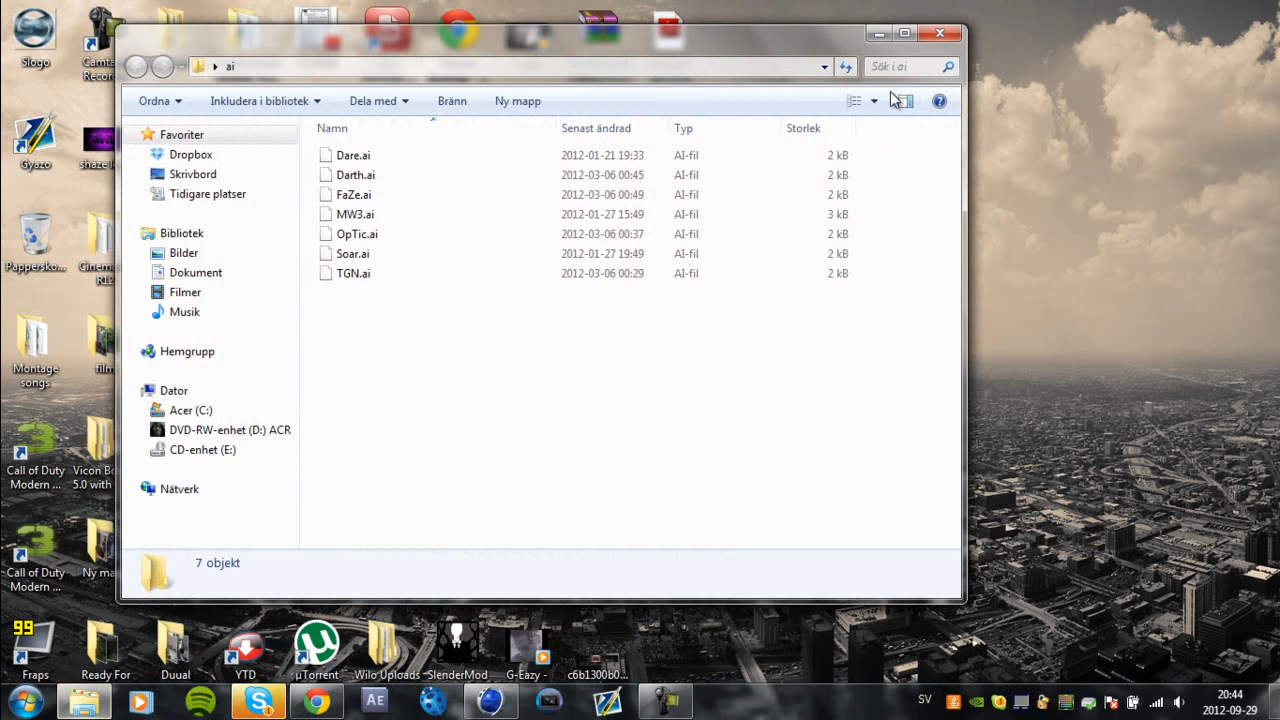 Slogo
Camta
Recor
Gyazo
shaze
Pappersko...
Cinem
R12
Montage
songs
film
Call of Duty
Modern ...
Vicon Bo
5.0 with
Call of Duty
Modern ...
Ny ma
ai
Sök i ai
Ordna
Inkludera i bibliotek
Dela med
Bränn
Ny mapp
Favoriter
Dropbox
Skrivbord
Tidigare platser
Bibliotek
Bilder
Dokument
Filmer
Musik
Hemgrupp
Dator
Acer (C:)
DVD-RW-enhet (D:) ACR
CD-enhet (E:)
Nätverk
Namn Senast ändrad Typ Storlek
Dare.ai 2012-01-21 19:33 AI-fil 2 kB
Darth.ai 2012-03-06 00:45 AI-fil 2 kB
FaZe.ai 2012-03-06 00:49 AI-fil 2 kB
MW3.ai 2012-01-27 15:49 AI-fil 3 kB
OpTic.ai 2012-03-06 00:37 AI-fil 2 kB
Soar.ai 2012-01-27 19:49 AI-fil 2 kB
TGN.ai 2012-03-06 00:29 AI-fil 2 kB
7 objekt
99
Fraps
Ready For
Duual
YTD
µTorrent
Wilo Uploads
SlenderMod
G-Eazy -
c6b1300b0...
AE
SV
20:44
2012-09-29